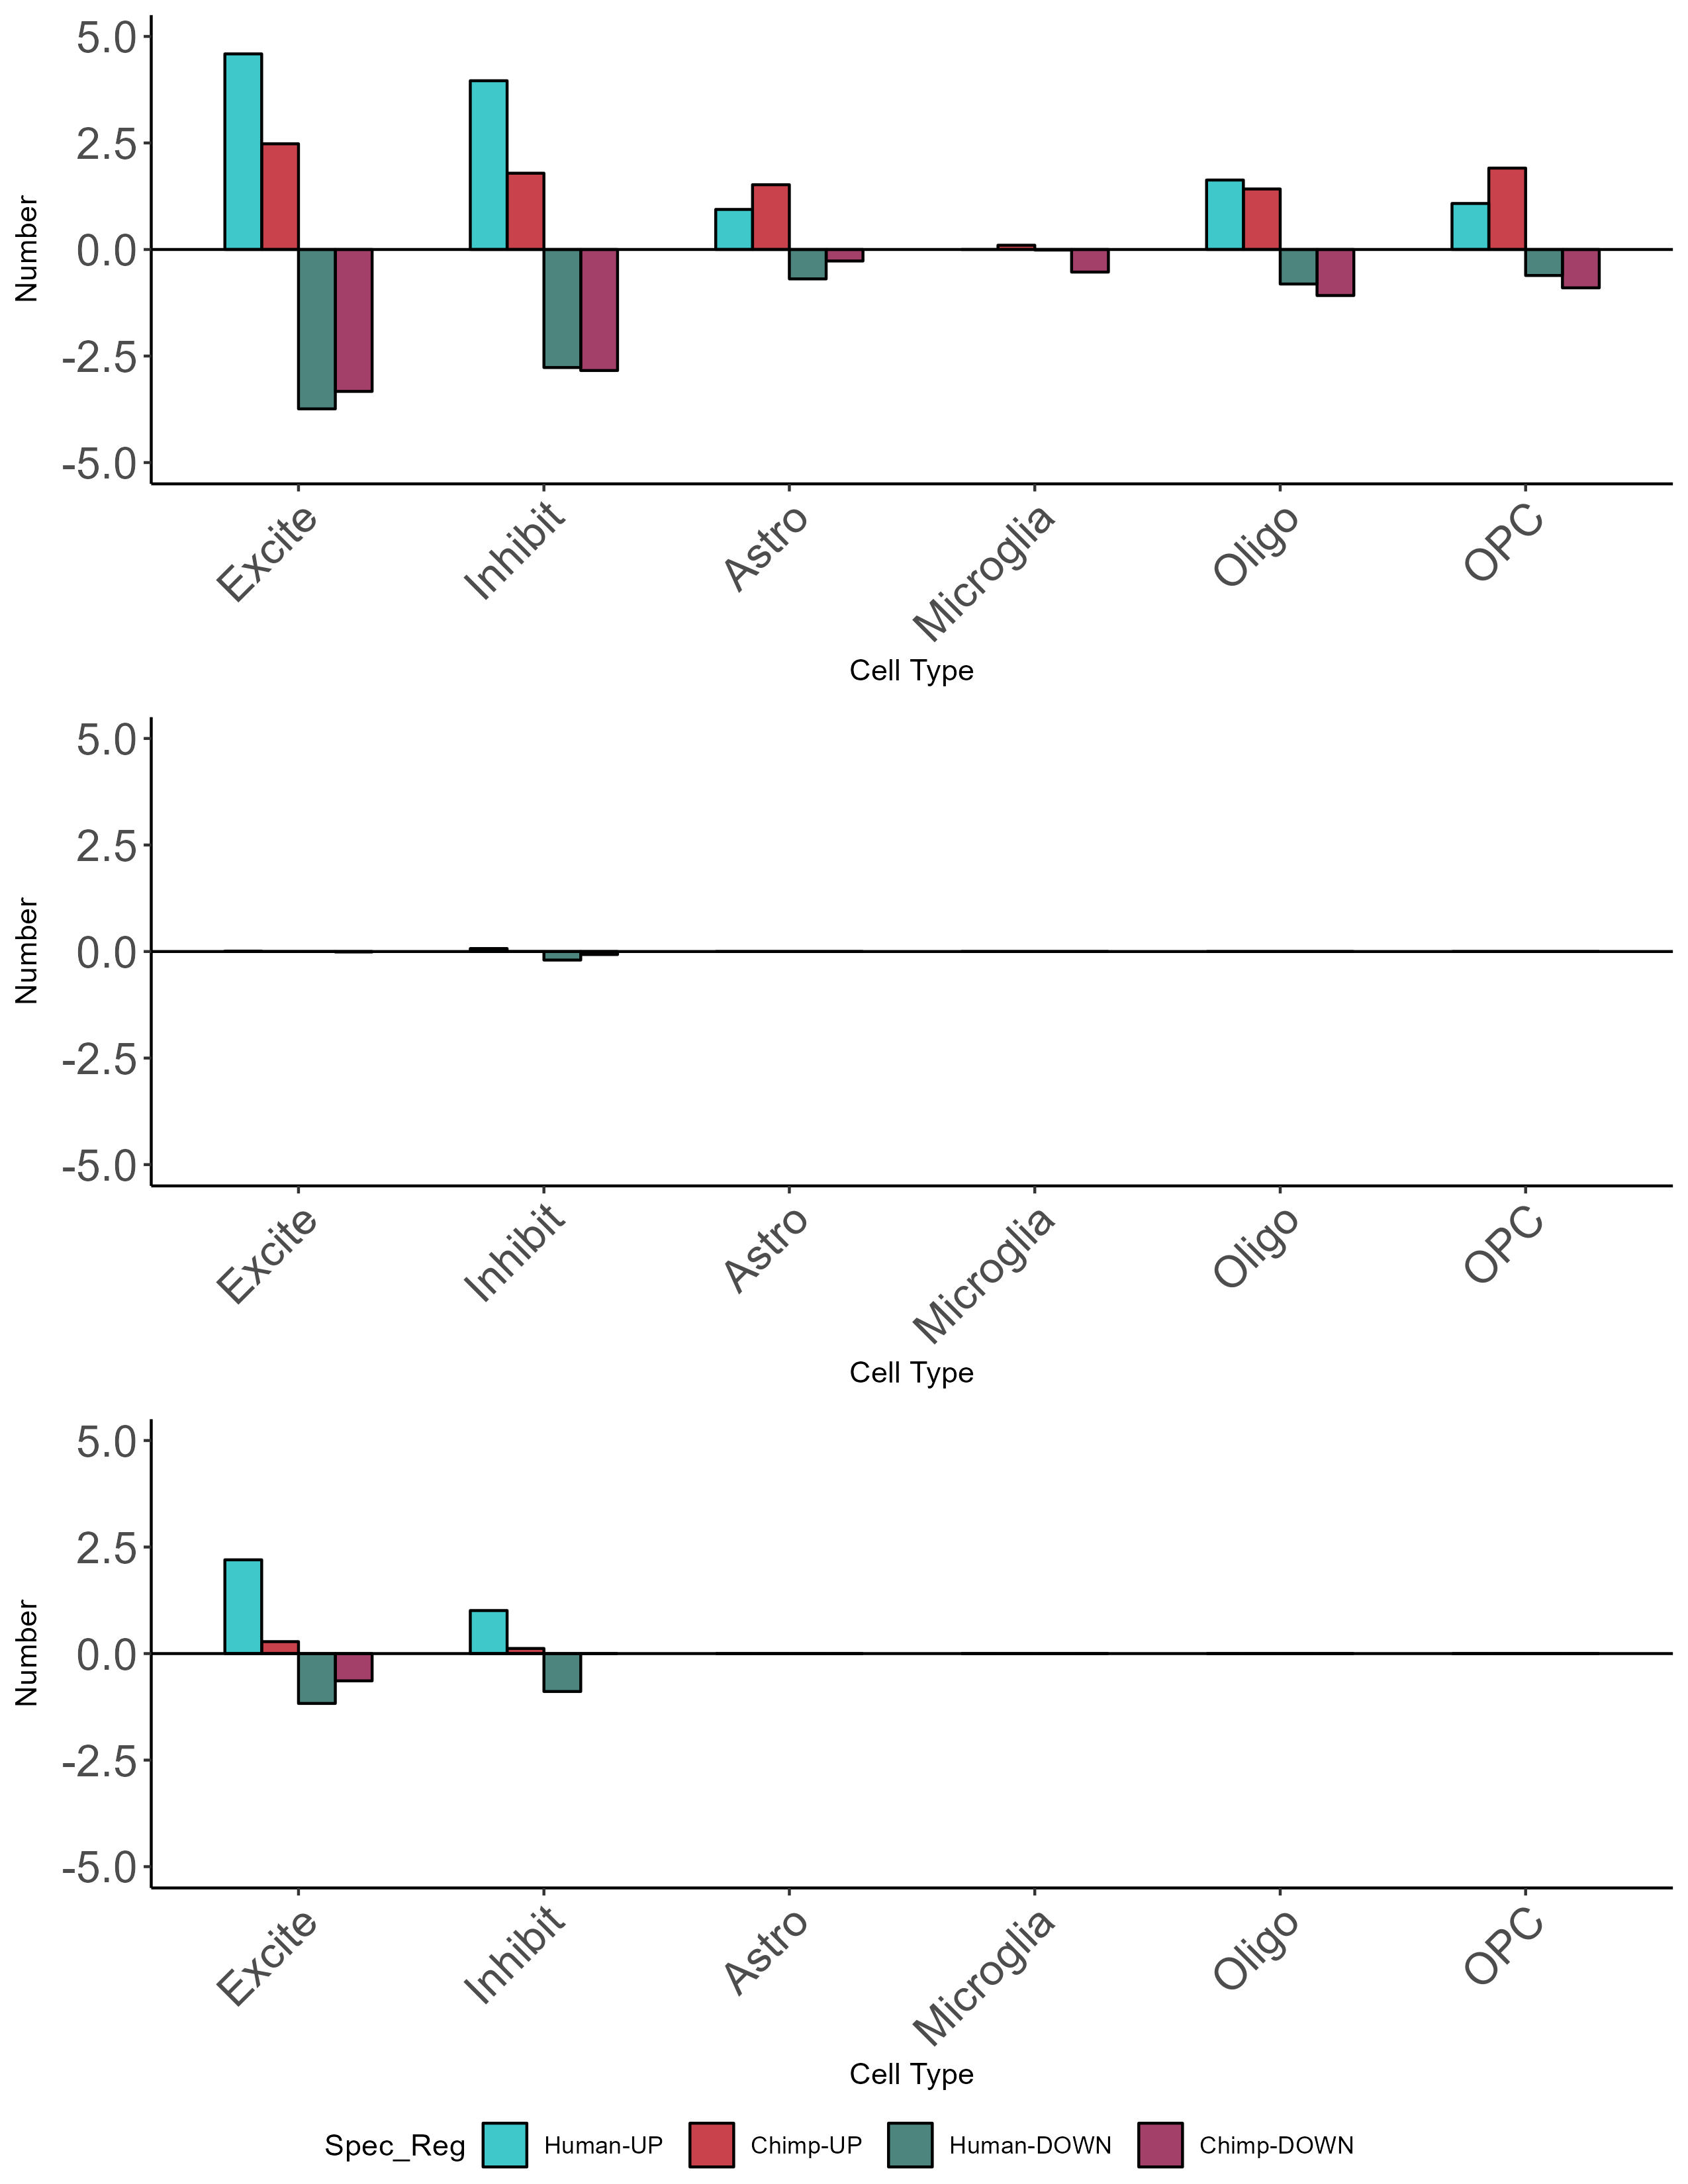 5.0
2.5
0.0
-2.5
-5.0
Number
Excite
Inhibit
Astro
Microglia
Oligo
OPC
Cell Type
5.0
2.5
0.0
-2.5
-5.0
Number
Excite
Inhibit
Astro
Microglia
Oligo
OPC
Cell Type
5.0
2.5
0.0
-2.5
-5.0
Number
Excite
Inhibit
Astro
Microglia
Oligo
OPC
Cell Type
Spec_Reg Human-UP Chimp-UP Human-DOWN Chimp-DOWN